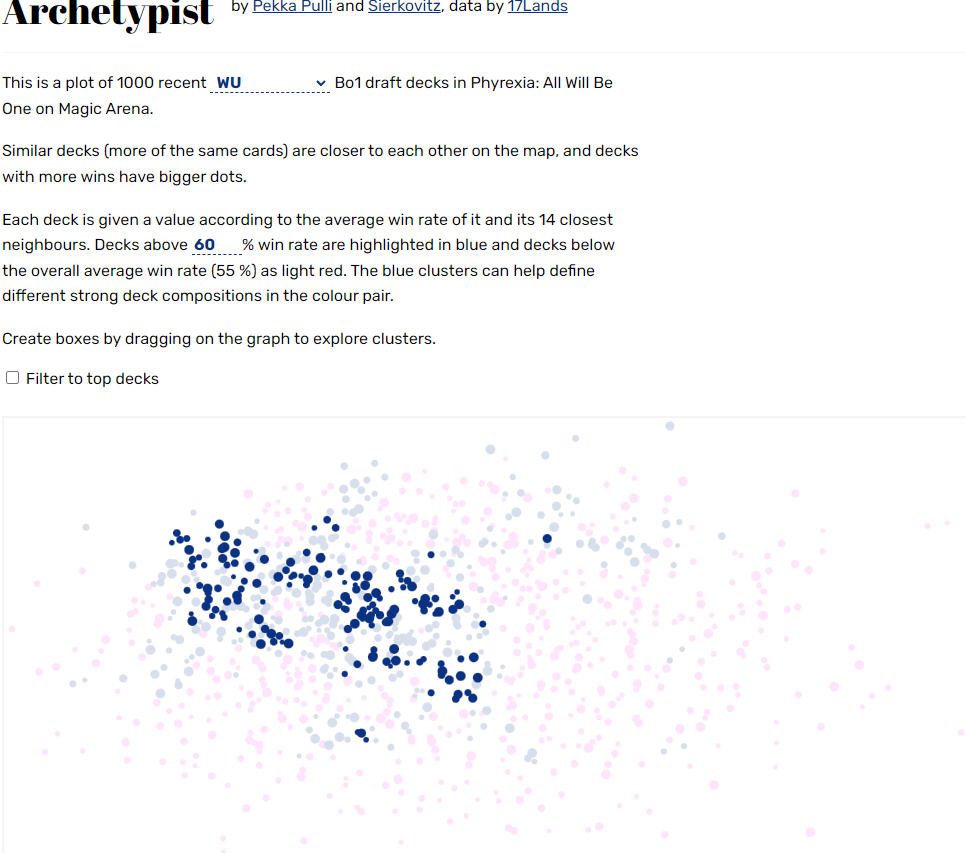 Archetypist by Pekka Pulli and Sierkovitz, data by 17Lands
This is a plot of 1000 recent WU Bo1 draft decks in Phyrexia: All Will Be
One on Magic Arena.
Similar decks (more of the same cards) are closer to each other on the map, and decks
with more wins have bigger dots.
Each deck is given a value according to the average win rate of it and its 14 closest
neighbours. Decks above 60 % win rate are highlighted in blue and decks below
the overall average win rate (55 %) as light red. The blue clusters can help define
different strong deck compositions in the colour pair.
Create boxes by dragging on the graph to explore clusters.
Filter to top decks